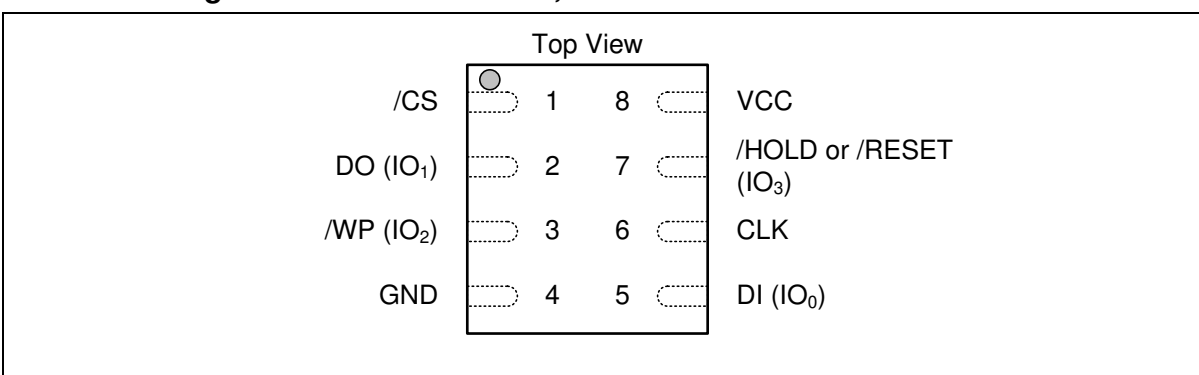 Top View
/CS 1 8 VCC
DO (IO₁) 2 7 /HOLD or /RESET
(IO₃)
/WP (IO₂) 3 6 CLK
GND 4 5 DI (IO₀)